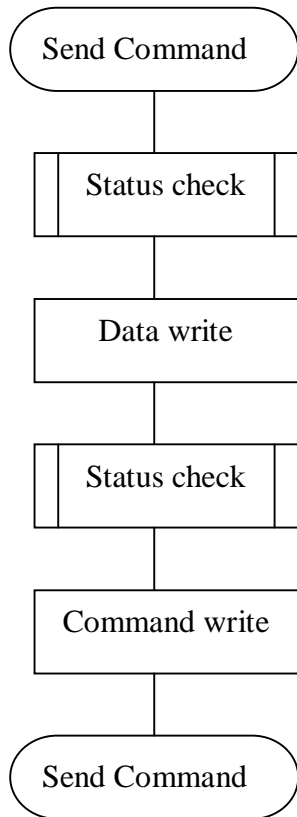 Send Command
Status check
Data write
Status check
Command write
Send Command